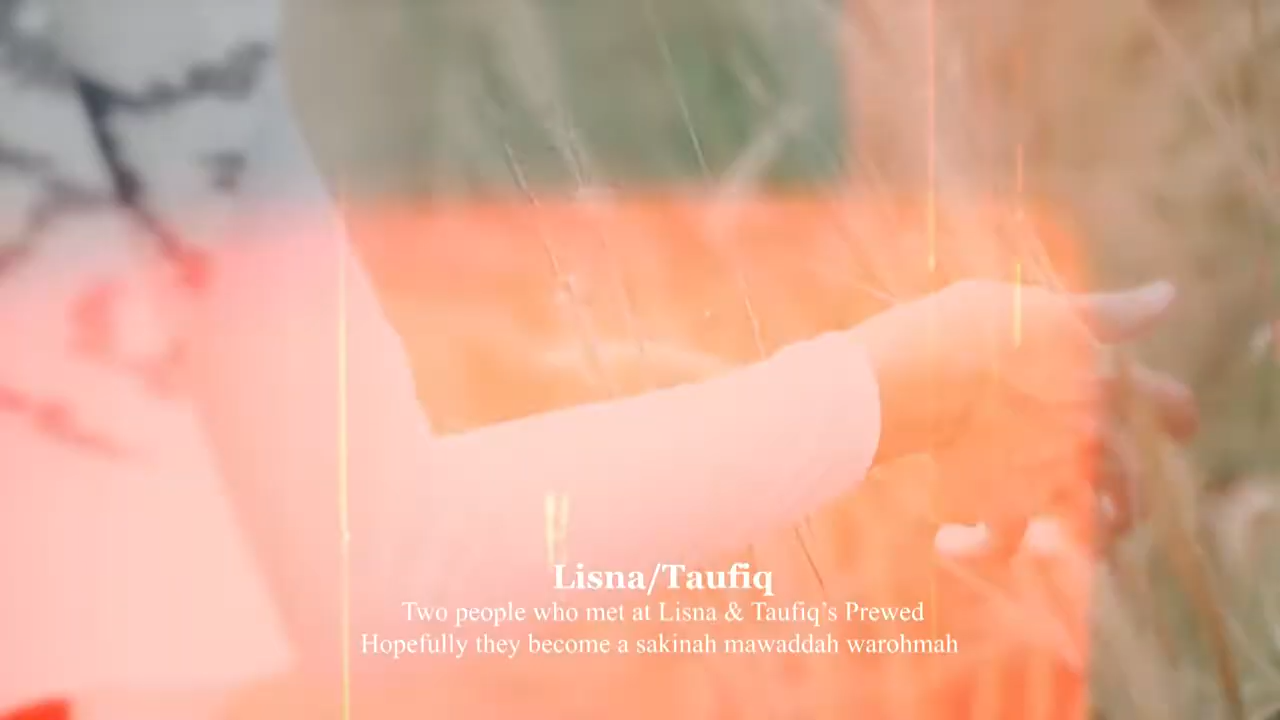 Lisna/Taufiq
Two people who met at Lisna & Taufiq's Prewed
Hopefully they become a sakinah mawaddah warohmah